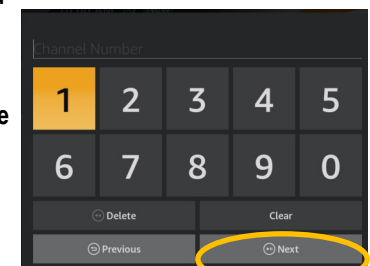 Channel Number
1 2 3 4 5
6 7 8 9 0
Delete Clear
Previous Next
e